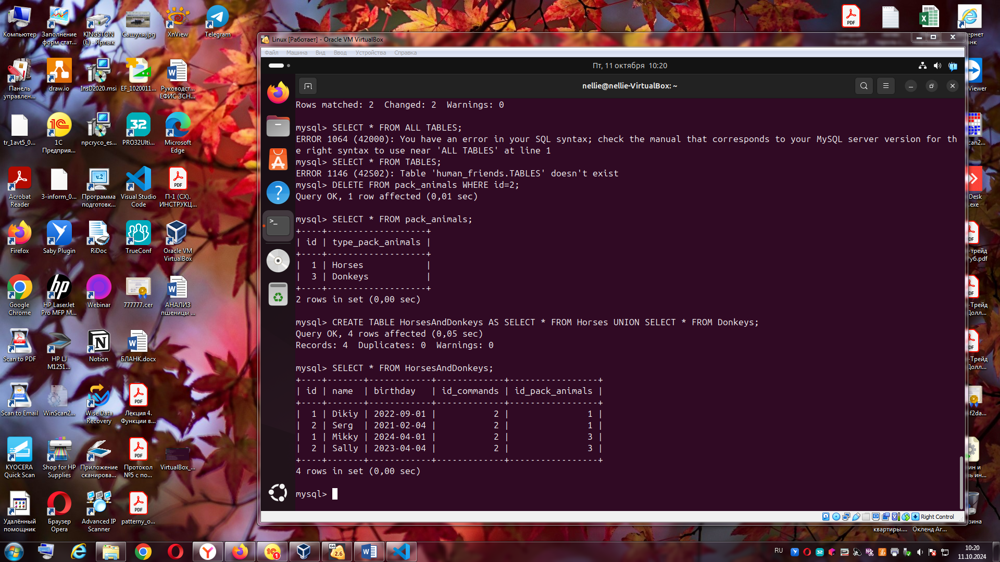 Компьютер
Заполнение форм стат...
KINGSTON (E) - Ярлык
Сашуля.jpg
XnView
Telegram
Панель управлен...
draw.io
InsD2020.msi
EF_1020011...
Руководст... ЕФИС ЗСН...
tr_1avt5_0...
1С Предприя...
npcryco_es...
PRO32Ulti...
Microsoft Edge
Acrobat Reader
3-inform_0...
Программа подготовк...
Visual Studio Code
П-1 (СХ). ИНСТРУКЦ...
Firefox
Saby Plugin
RiDoc
TrueConf
Oracle VM VirtualBox
Google Chrome
HP LaserJet Pro MFP M...
Webinar
777777.cer
АНАЛИЗ пшеницы ...
Scan to PDF
HP LJ M1251...
Notion
БЛАНК.docx
Scan to Email
WinScan2...
Wise Data Recovery
Лекция 4. Функции в...
KYOCERA Quick Scan
Shop for HP Supplies
Приложение сканирова...
Протокол №5 с по...
VirtualBox_...
Удалённый помощник
Браузер Opera
Advanced IP Scanner
patterny_o...
Linux [Работает] - Oracle VM VirtualBox
Файл Машина Вид Ввод Устройства Справка
Пт, 11 октября 10:20
nellie@nellie-VirtualBox: ~
Rows matched: 2  Changed: 2  Warnings: 0
mysql> SELECT * FROM ALL TABLES;
ERROR 1064 (42000): You have an error in your SQL syntax; check the manual that corresponds to your MySQL server version for th
e right syntax to use near 'ALL TABLES' at line 1
mysql> SELECT * FROM TABLES;
ERROR 1146 (42S02): Table 'human_friends.TABLES' doesn't exist
mysql> DELETE FROM pack_animals WHERE id=2;
Query OK, 1 row affected (0,01 sec)
mysql> SELECT * FROM pack_animals;
+----+-------------------+
| id | type_pack_animals |
+----+-------------------+
|  1 | Horses            |
|  3 | Donkeys           |
+----+-------------------+
2 rows in set (0,00 sec)
mysql> CREATE TABLE HorsesAndDonkeys AS SELECT * FROM Horses UNION SELECT * FROM Donkeys;
Query OK, 4 rows affected (0,05 sec)
Records: 4  Duplicates: 0  Warnings: 0
mysql> SELECT * FROM HorsesAndDonkeys;
+----+-------+------------+-------------+-----------------+
| id | name  | birthday   | id_commands | id_pack_animals |
+----+-------+------------+-------------+-----------------+
|  1 | Dikiy | 2022-09-01 |           2 |               1 |
|  2 | Serg  | 2021-02-04 |           2 |               1 |
|  1 | Mikky | 2024-04-01 |           2 |               3 |
|  2 | Sally | 2023-04-04 |           2 |               3 |
+----+-------+------------+-------------+-----------------+
4 rows in set (0,00 sec)
mysql>
Right Control
ернет
нк
Viewer
can2...
Desk
.exe
-трейд
уб.pdf
-Трейд
Долл...
-Трейд
Долл...
f2da...
ин и
ь ин...
зина
квартиры....
Окленд Аг...
RU
10:20
11.10.2024